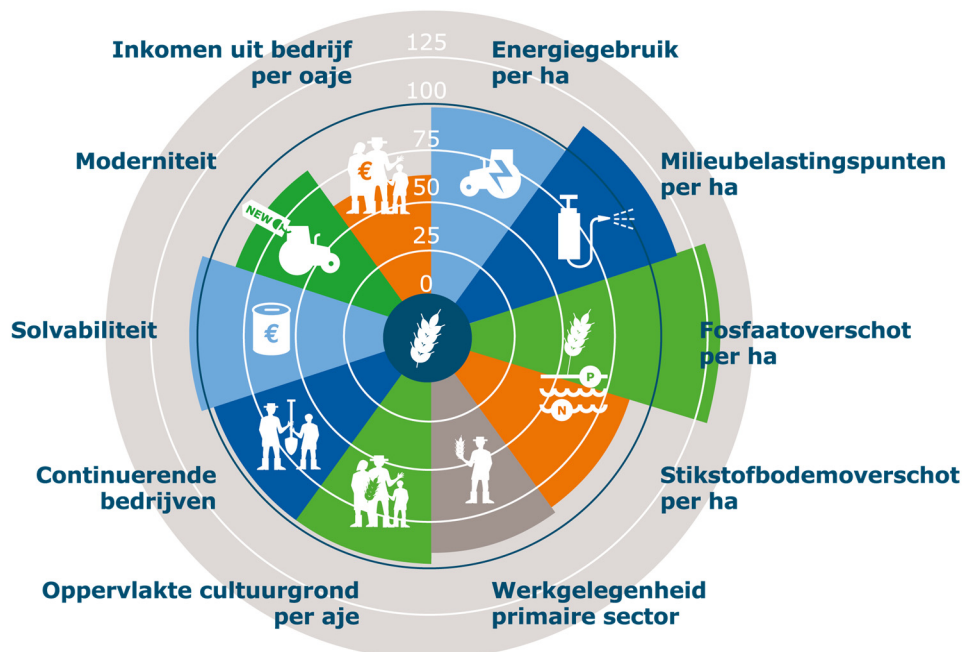 Inkomen uit bedrijf
per oaje
125
100
75
50
25
0
Energiegebruik
per ha
Moderniteit
NEW
€
Milieubelastingspunten
per ha
Solvabiliteit
€
Fosfaatoverschot
per ha
P
N
Continuerende
bedrijven
Stikstofbodemoverschot
per ha
Oppervlakte cultuurgrond
per aje
Werkgelegenheid
primaire sector